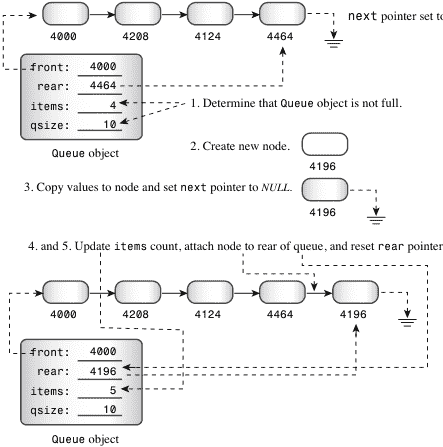 next pointer set to
4000 4208 4124 4464
front: 4000
rear: 4464
items: 4
qsize: 10
Queue object
1. Determine that Queue object is not full.
2. Create new node.
4196
3. Copy values to node and set next pointer to NULL.
4196
4. and 5. Update items count, attach node to rear of queue, and reset rear pointer
4000 4208 4124 4464 4196
front: 4000
rear: 4196
items: 5
qsize: 10
Queue object